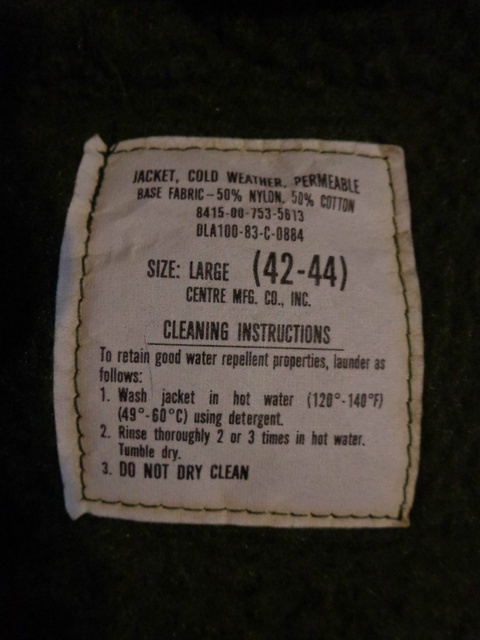 JACKET, COLD WEATHER, PERMEABLE
BASE FABRIC-50% NYLON, 50% COTTON
8415-00-753-5613
DLA100-83-C-0884
SIZE: LARGE (42-44)
CENTRE MFG. CO., INC.
CLEANING INSTRUCTIONS
To retain good water repellent properties, launder as
follows:
1. Wash jacket in hot water (120°-140°F)
(49°-60°C) using detergent.
2. Rinse thoroughly 2 or 3 times in hot water.
Tumble dry.
3. DO NOT DRY CLEAN